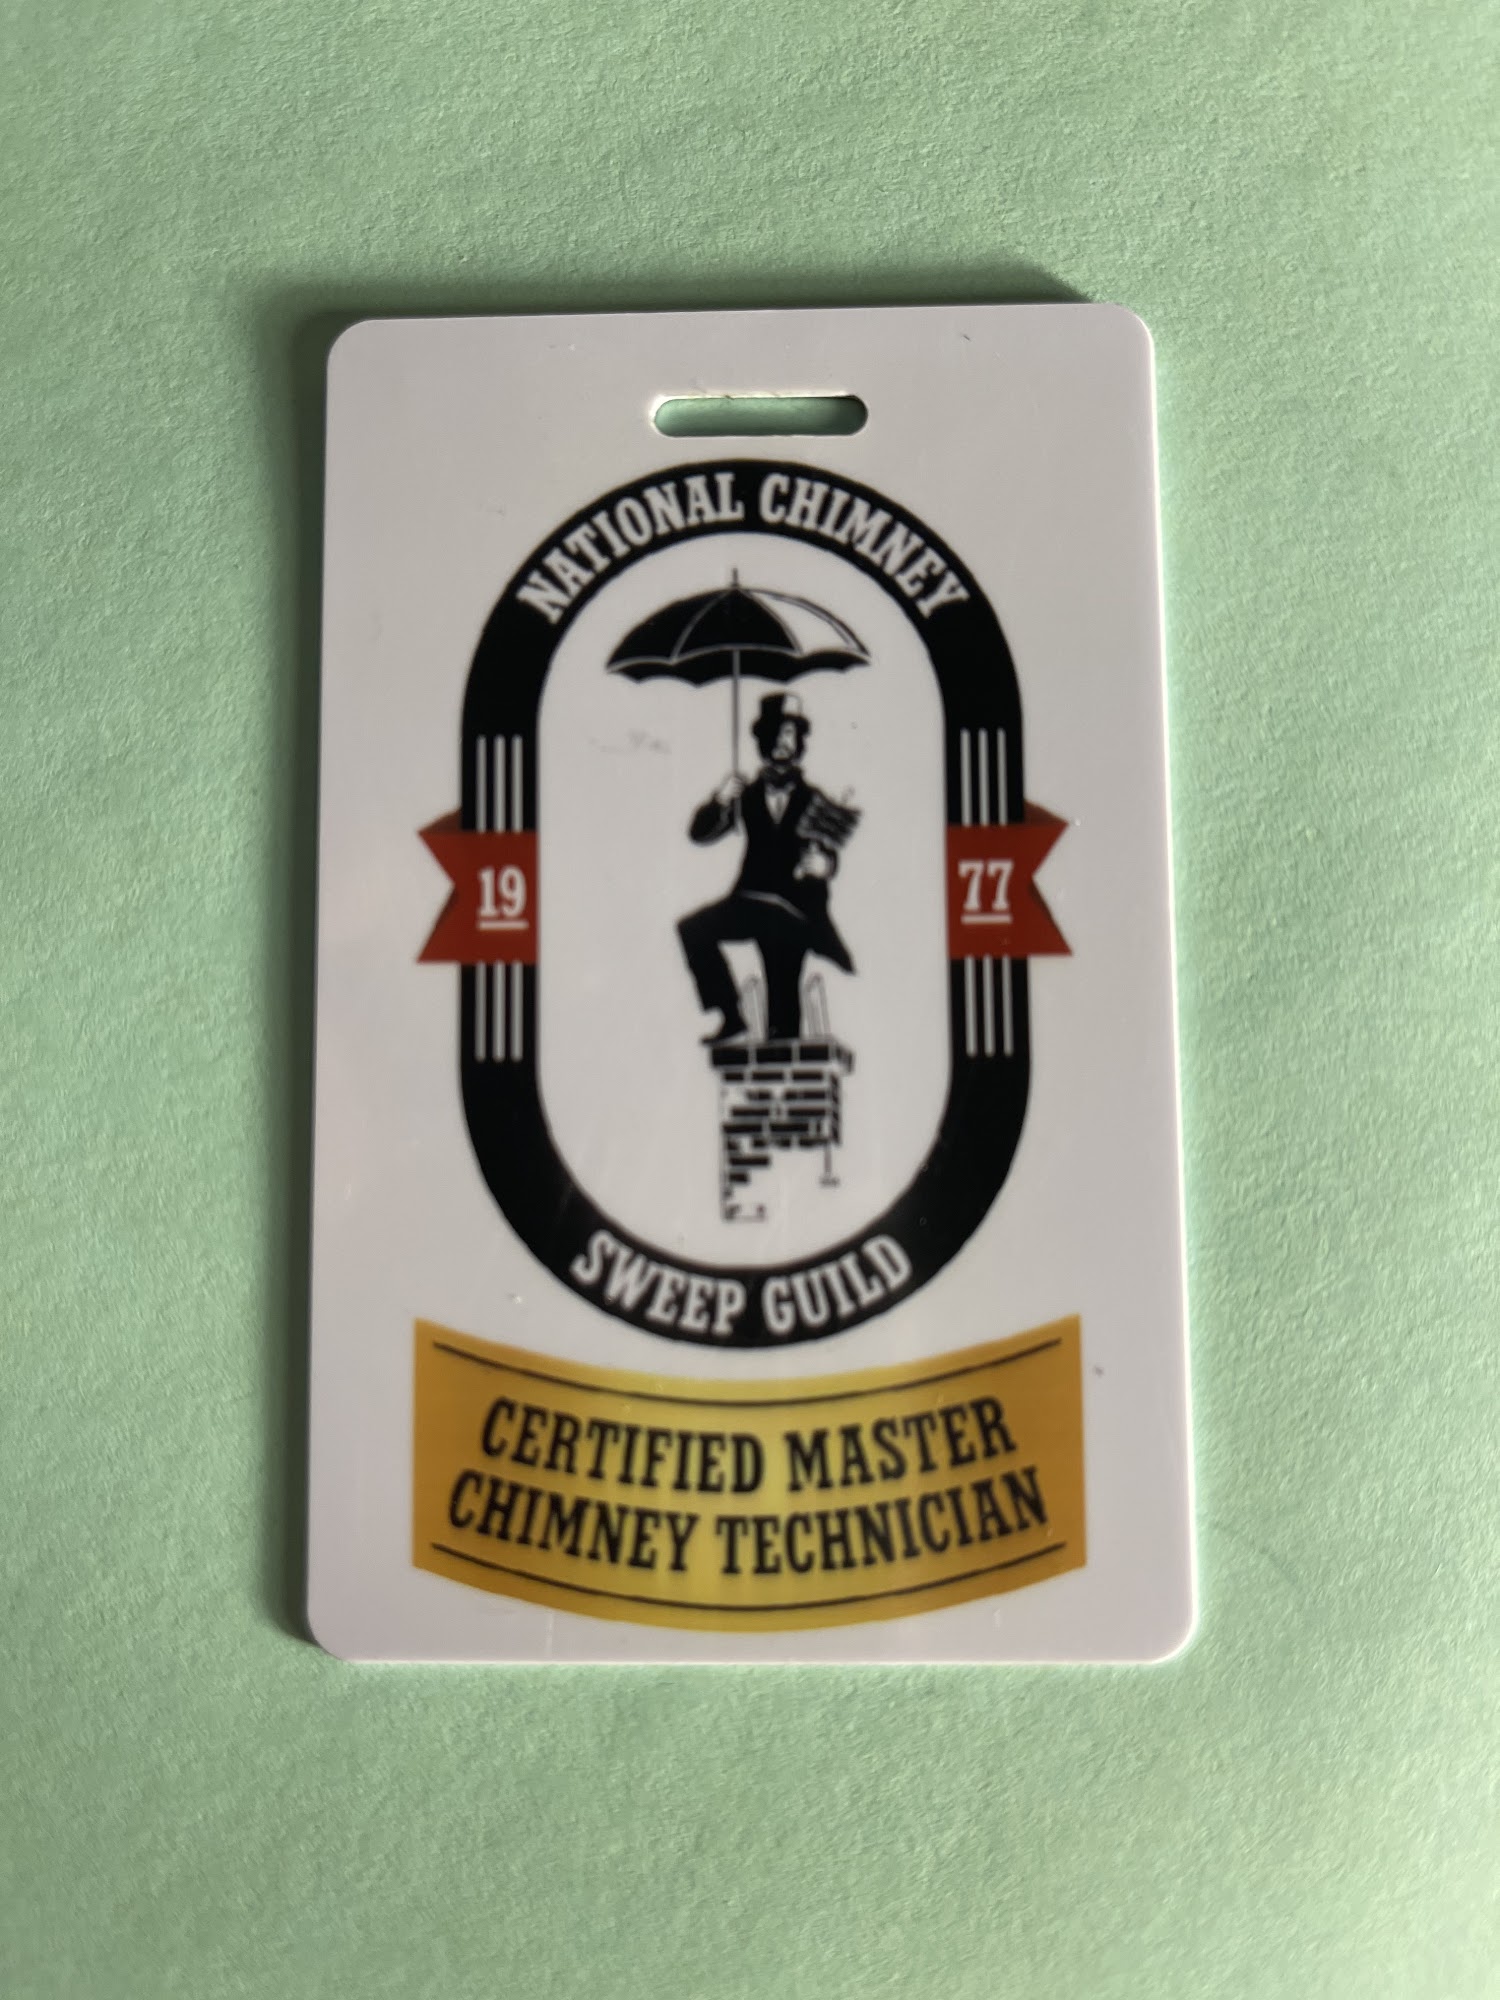 NATIONAL CHIMNEY
19 77
SWEEP GUILD
CERTIFIED MASTER
CHIMNEY TECHNICIAN